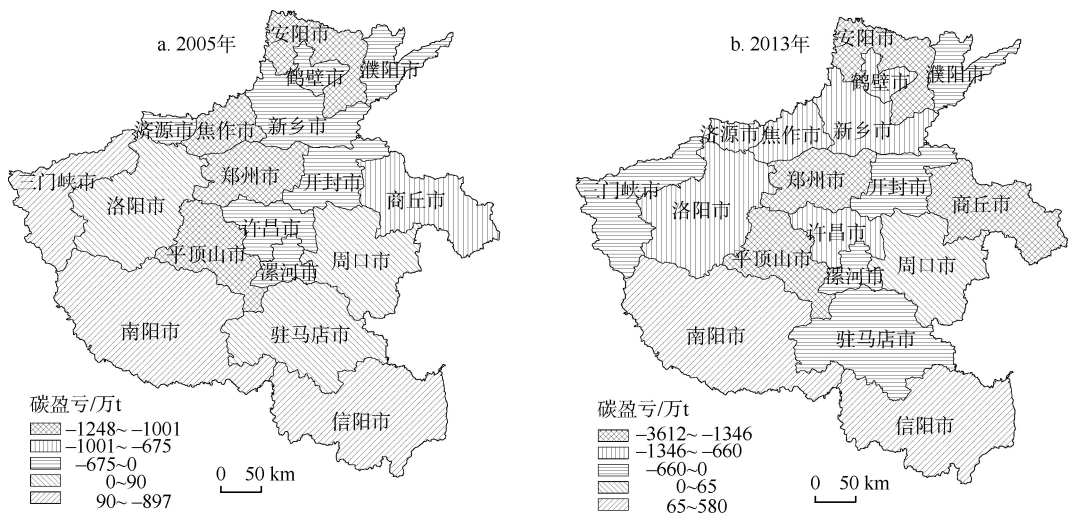 a. 2005年
安阳市
鹤壁市
濮阳市
济源市
焦作市
新乡市
三门峡市
洛阳市
郑州市
开封市
商丘市
许昌市
平顶山市
漯河市
周口市
南阳市
驻马店市
信阳市
碳盈亏/万t
–1248~ –1001
–1001~ –675
–675~0
0~90
90~ –897
0 50 km
b. 2013年
安阳市
鹤壁市
濮阳市
济源市
焦作市
新乡市
三门峡市
洛阳市
郑州市
开封市
商丘市
许昌市
平顶山市
漯河市
周口市
南阳市
驻马店市
信阳市
碳盈亏/万t
–3612~ –1346
–1346~ –660
–660~0
0~65
65~580
0 50 km